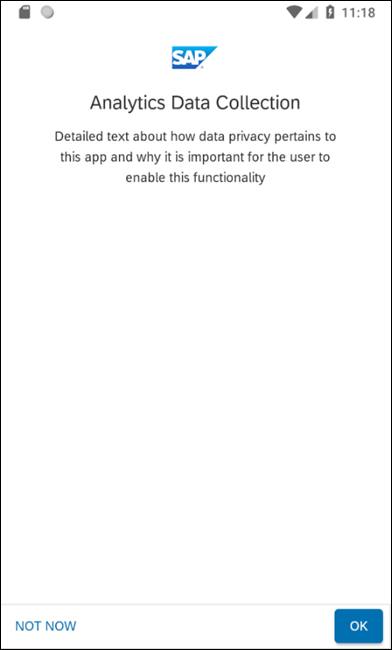 11:18
SAP
Analytics Data Collection
Detailed text about how data privacy pertains to
this app and why it is important for the user to
enable this functionality
NOT NOW
OK